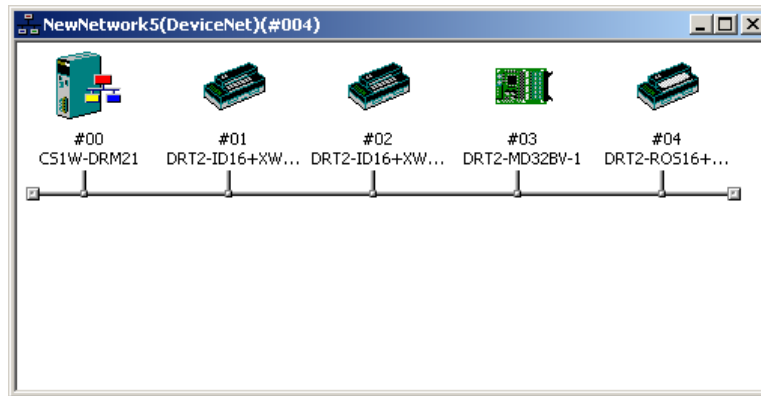 NewNetwork5(DeviceNet)(#004)
#00 #01 #02 #03 #04
CS1W-DRM21 DRT2-ID16+XW... DRT2-ID16+XW... DRT2-MD32BV-1 DRT2-ROS16+...